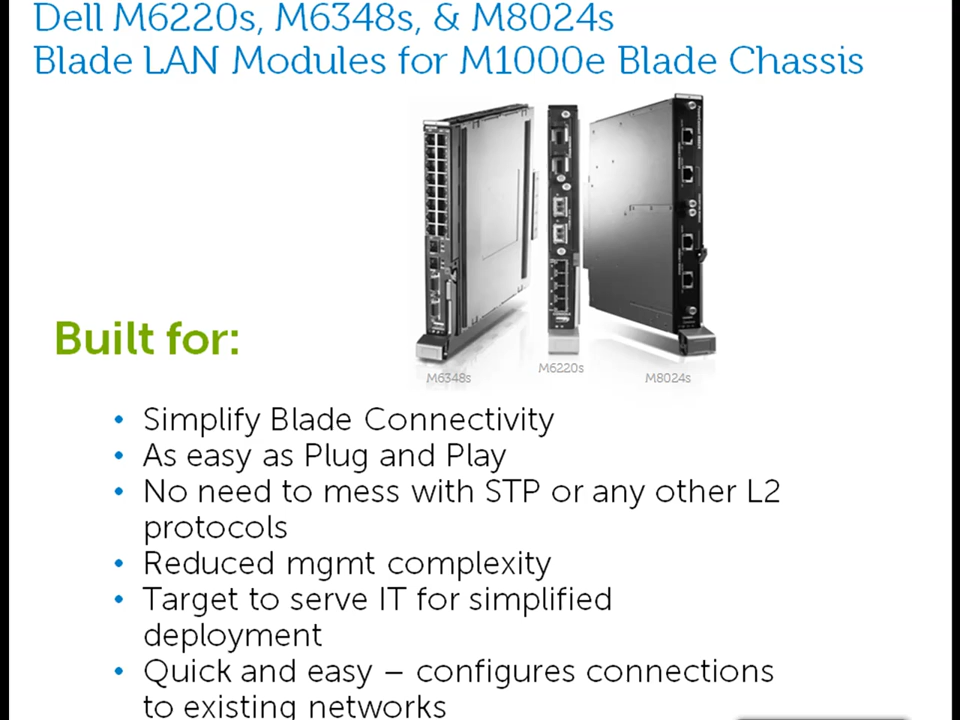 Dell M6220s, M6348s, & M8024s
Blade LAN Modules for M1000e Blade Chassis
M6348s
M6220s
M8024s
Built for:
• Simplify Blade Connectivity
• As easy as Plug and Play
• No need to mess with STP or any other L2
protocols
• Reduced mgmt complexity
• Target to serve IT for simplified
deployment
• Quick and easy – configures connections
to existing networks